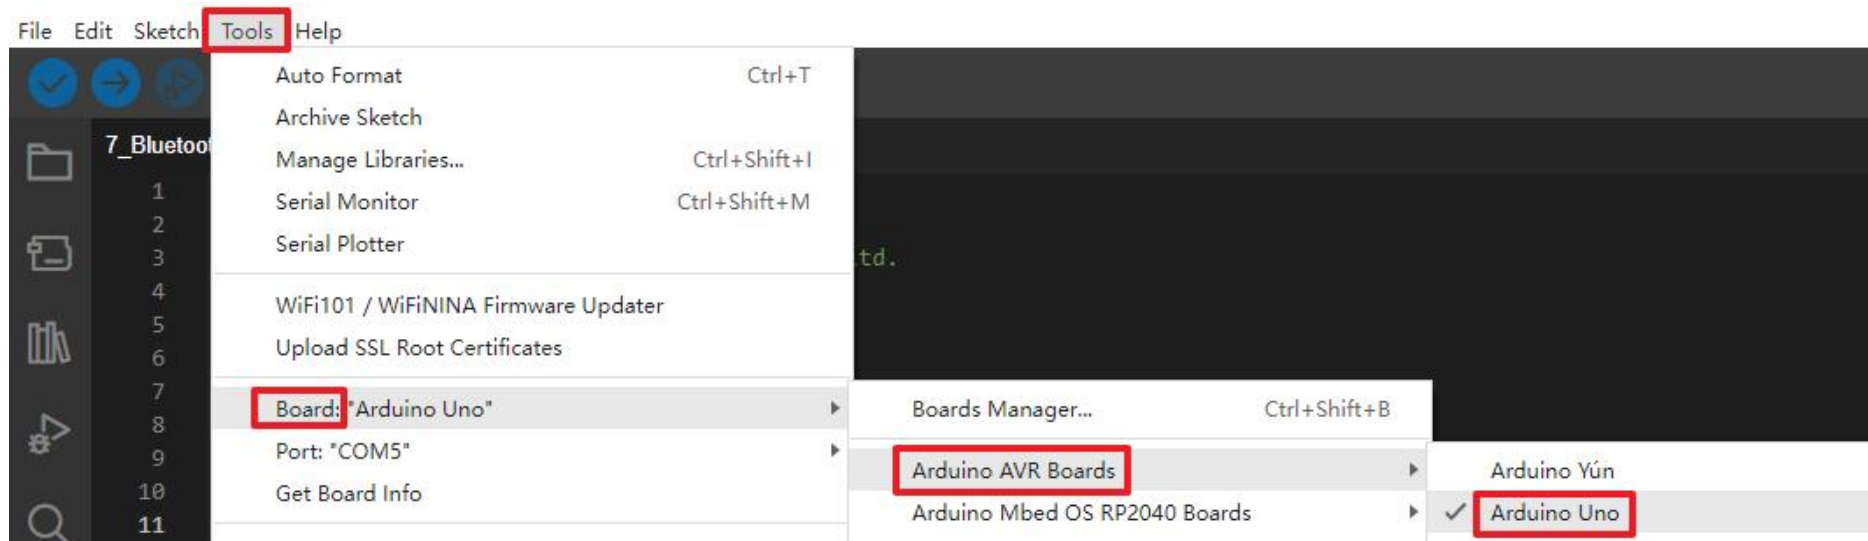 File Edit Sketch Tools Help
Auto Format Ctrl+T
Archive Sketch
7_Bluetoot
Manage Libraries... Ctrl+Shift+I
1
Serial Monitor Ctrl+Shift+M
2
Serial Plotter
3 td.
4
WiFi101 / WiFiNINA Firmware Updater
5
Upload SSL Root Certificates
6
7
Board: "Arduino Uno" Boards Manager... Ctrl+Shift+B
8
Port: "COM5"
9
Arduino AVR Boards Arduino Yún
10
Get Board Info
11
Arduino Mbed OS RP2040 Boards Arduino Uno